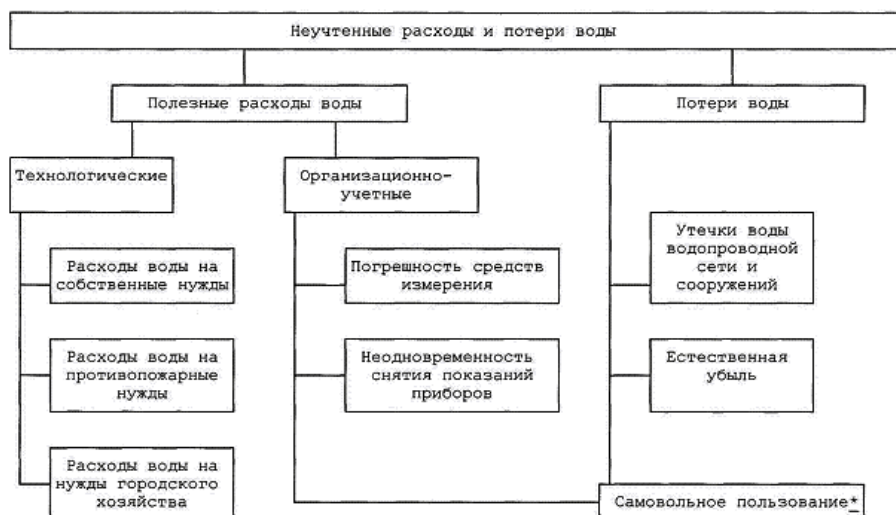 Неучтенные расходы и потери воды
Полезные расходы воды
Потери воды
Технологические
Организационно-
учетные
Расходы воды на
собственные нужды
Погрешность средств
измерения
Утечки воды
водопроводной
сети и
сооружений
Расходы воды на
противопожарные
нужды
Неодновременность
снятия показаний
приборов
Естественная
убыль
Расходы воды на
нужды городского
хозяйства
Самовольное пользование*